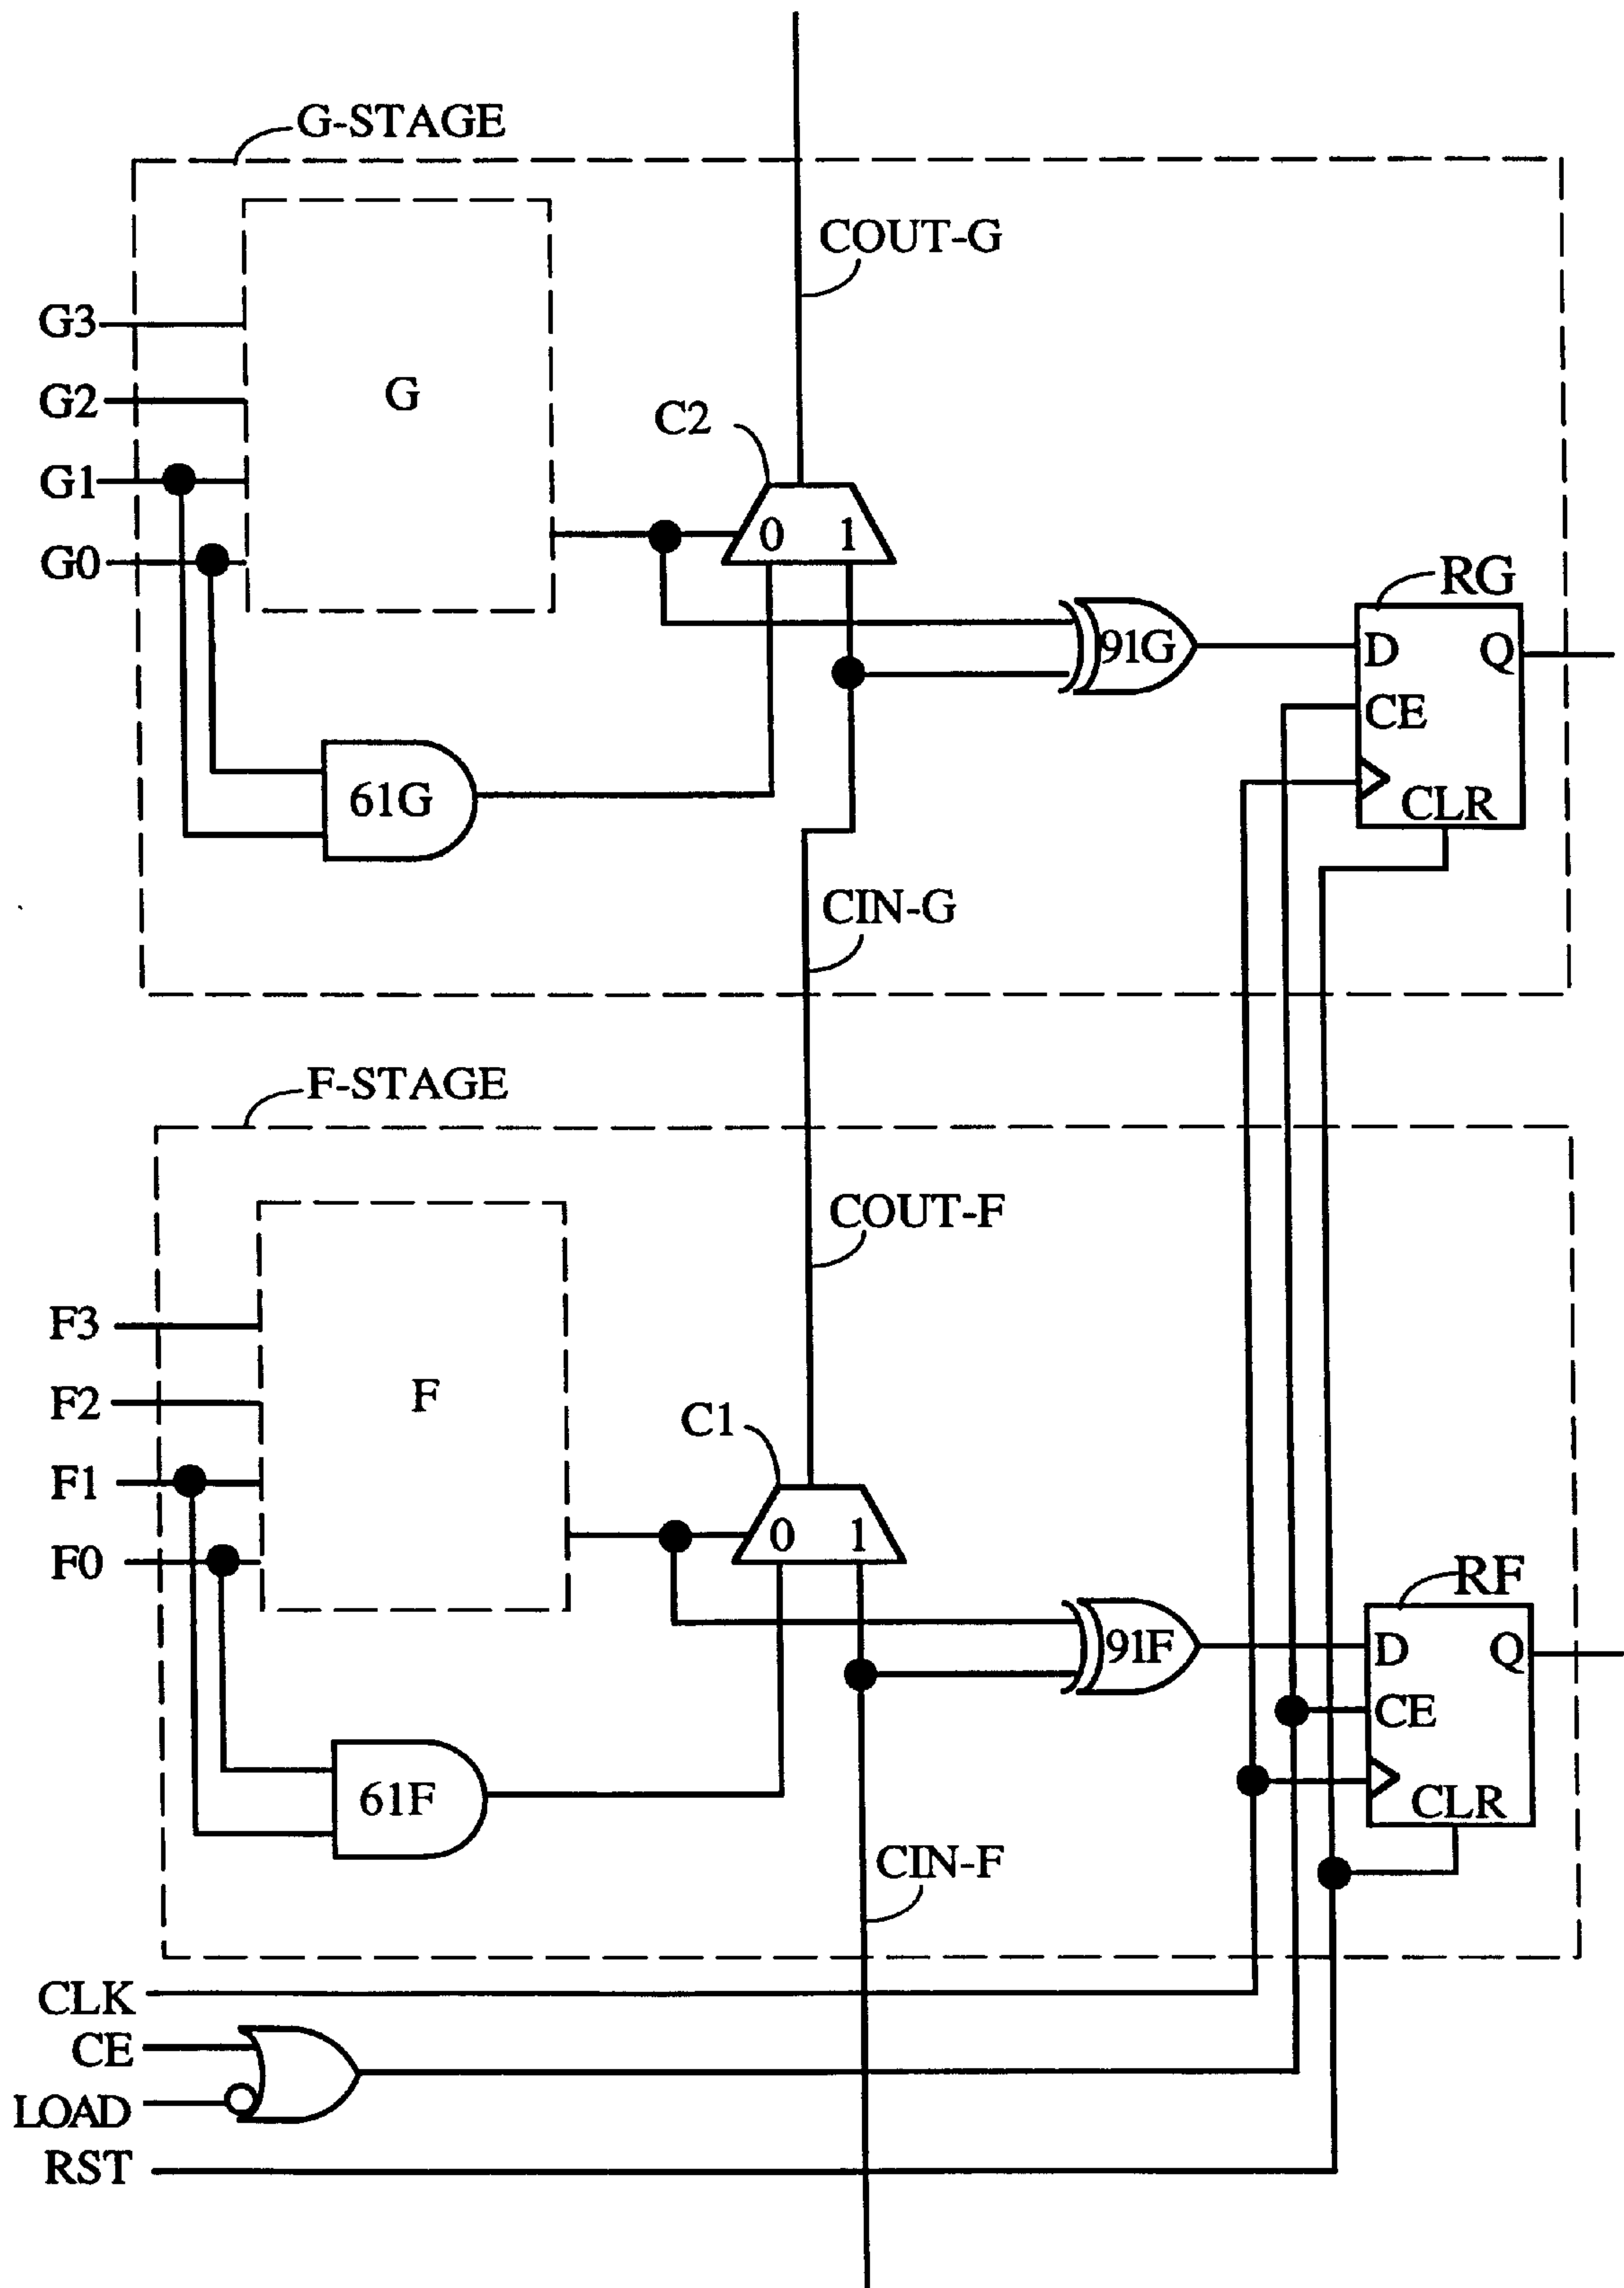 G-STAGE
COUT-G
G3
G2
G
G1
G0
C2
0 1
RG
91G
D Q
CE
CLR
61G
CIN-G
F-STAGE
COUT-F
F3
F2
F
F1
F0
C1
0 1
RF
91F
D Q
CE
CLR
61F
CIN-F
CLK
CE
LOAD
RST